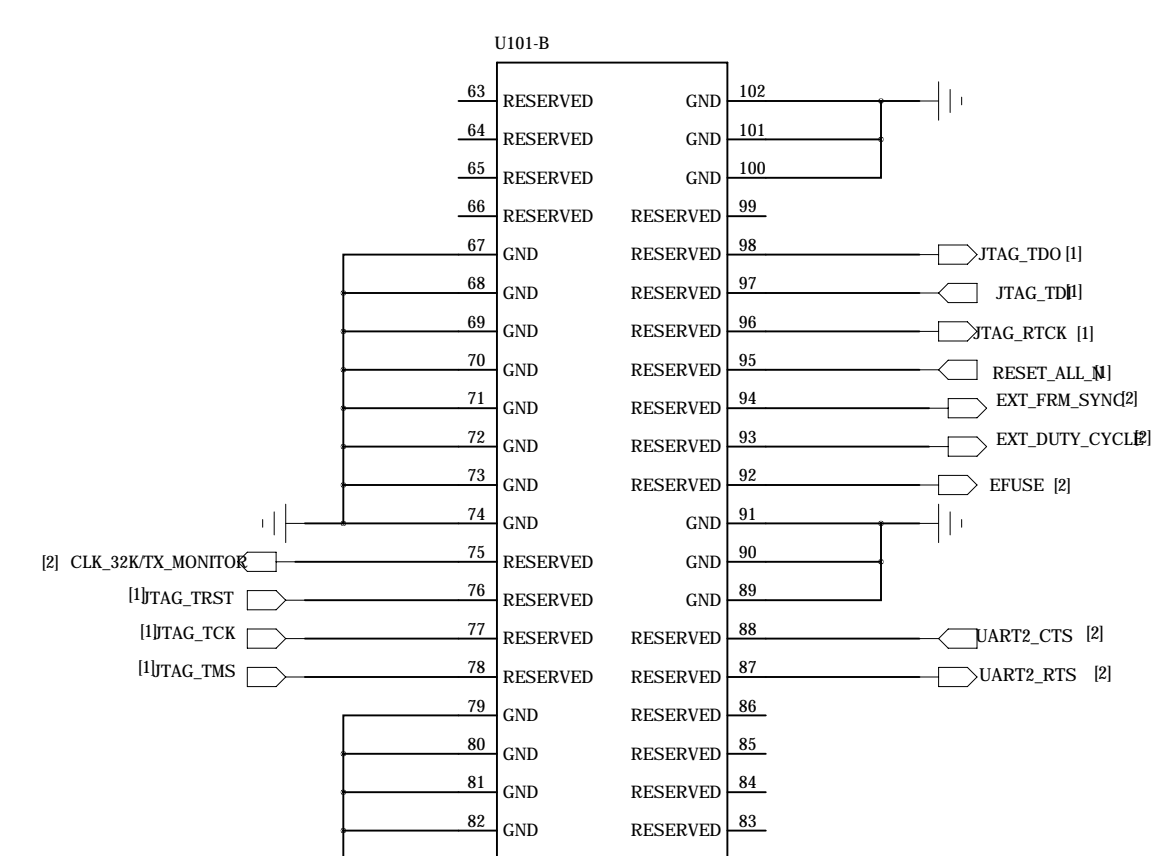 U101-B
63 RESERVED GND 102
64 RESERVED GND 101
65 RESERVED GND 100
66 RESERVED RESERVED 99
67 GND RESERVED 98 JTAG_TDO [1]
68 GND RESERVED 97 JTAG_TDI [1]
69 GND RESERVED 96 JTAG_RTCK [1]
70 GND RESERVED 95 RESET_ALL_N [1]
71 GND RESERVED 94 EXT_FRM_SYNC [2]
72 GND RESERVED 93 EXT_DUTY_CYCLE [2]
73 GND RESERVED 92 EFUSE [2]
74 GND GND 91
[2] CLK_32K/TX_MONITOR 75 RESERVED GND 90
[1] JTAG_TRST 76 RESERVED GND 89
[1] JTAG_TCK 77 RESERVED RESERVED 88 UART2_CTS [2]
[1] JTAG_TMS 78 RESERVED RESERVED 87 UART2_RTS [2]
79 GND RESERVED 86
80 GND RESERVED 85
81 GND RESERVED 84
82 GND RESERVED 83